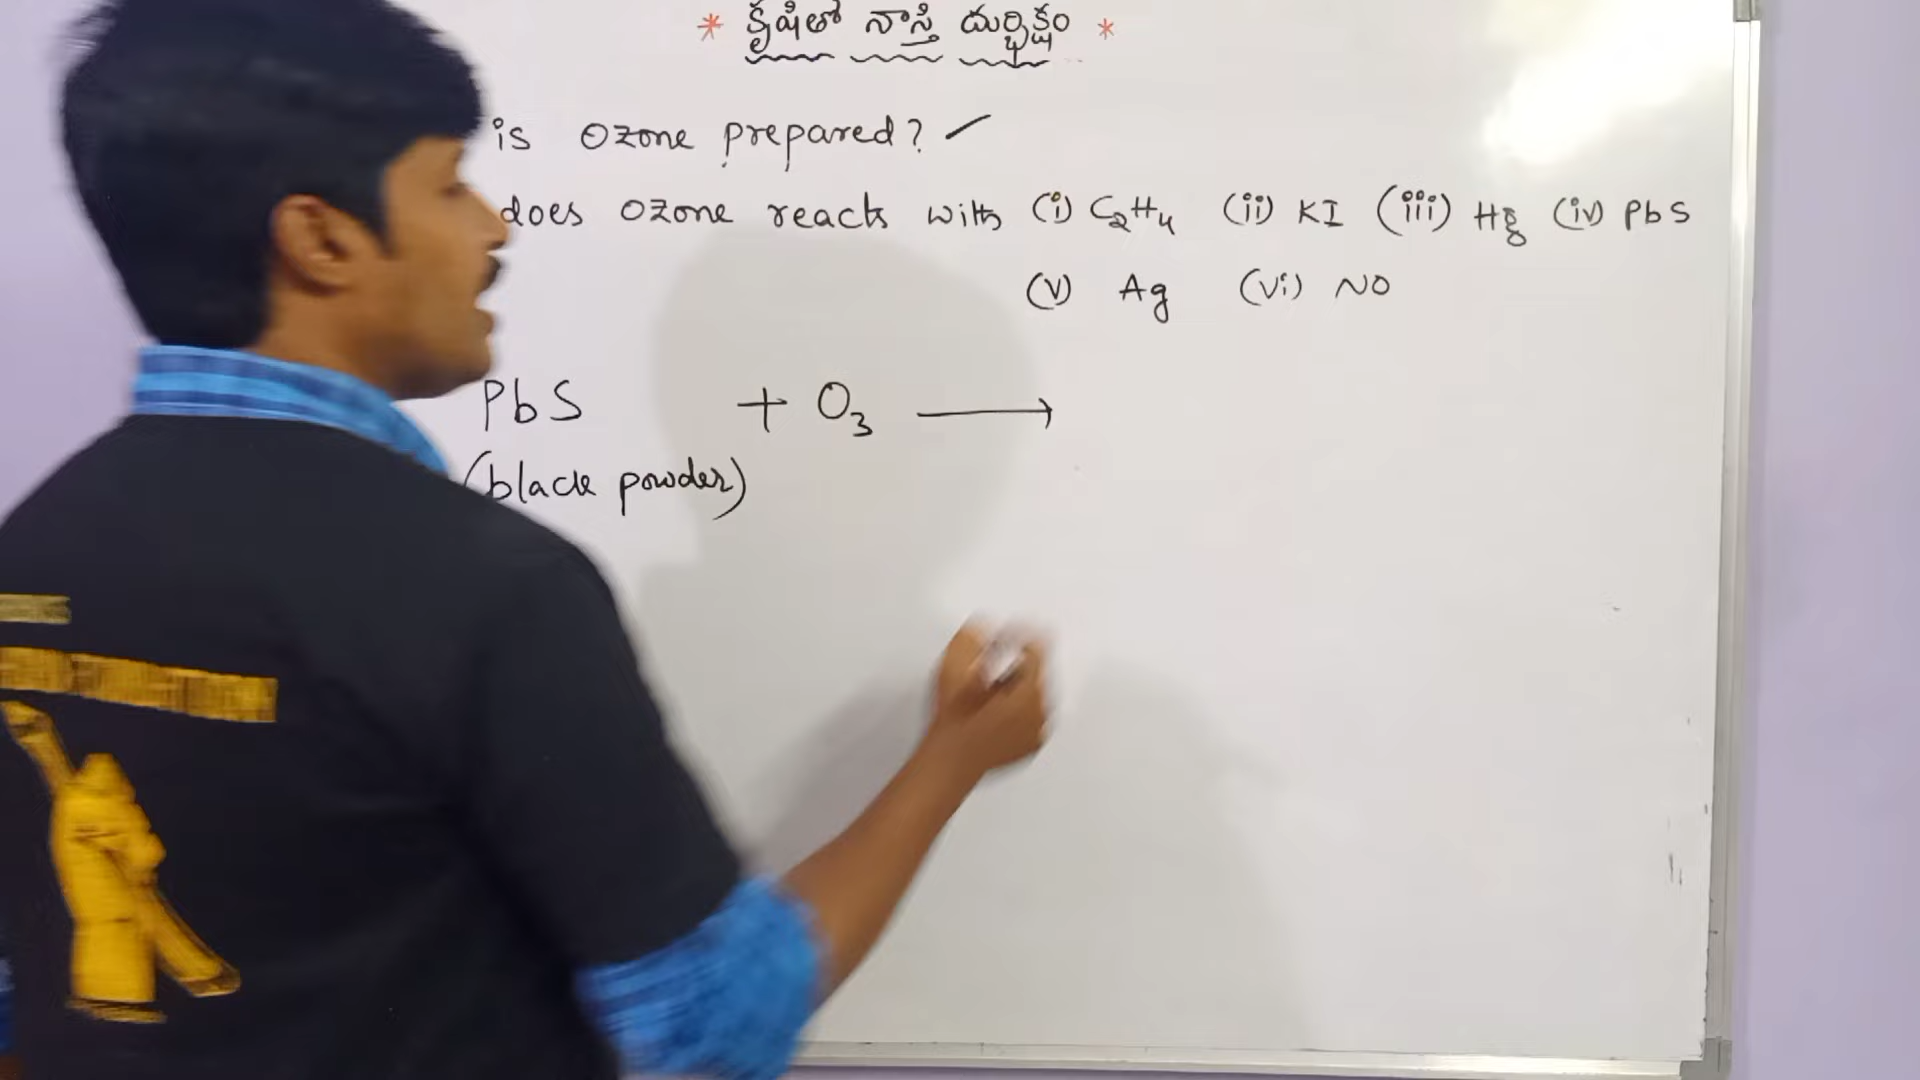 * కృషితో నాస్తి దుర్భిక్షం *
is Ozone prepared?
does Ozone reacts with (i) C₂H₄ (ii) KI (iii) Hg (iv) PbS
(v) Ag (vi) NO
PbS + O₃ →
(black powder)